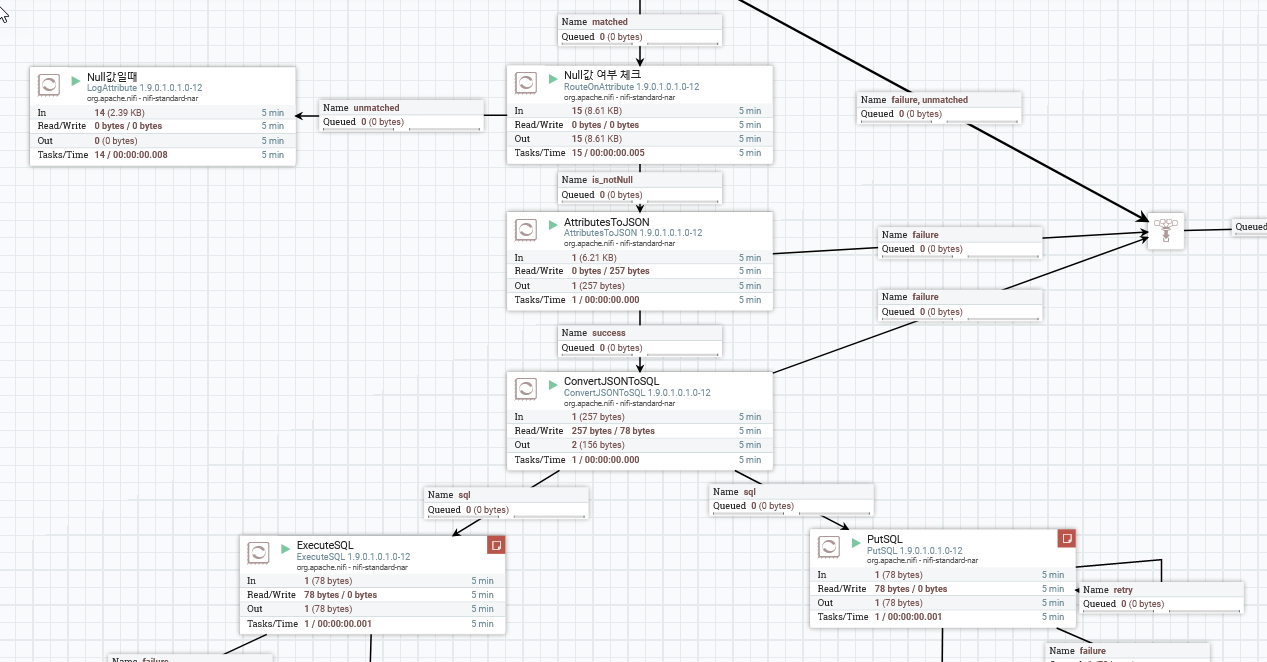 Name matched
Queued 0 (0 bytes)
Null값일때
LogAttribute 1.9.0.1.0.1.0-12
org.apache.nifi - nifi-standard-nar
In 14 (2.39 KB) 5 min
Read/Write 0 bytes / 0 bytes 5 min
Out 0 (0 bytes) 5 min
Tasks/Time 14 / 00:00:00.008 5 min
Name unmatched
Queued 0 (0 bytes)
Null값 여부 체크
RouteOnAttribute 1.9.0.1.0.1.0-12
org.apache.nifi - nifi-standard-nar
In 15 (8.61 KB) 5 min
Read/Write 0 bytes / 0 bytes 5 min
Out 15 (8.61 KB) 5 min
Tasks/Time 15 / 00:00:00.005 5 min
Name failure, unmatched
Queued 0 (0 bytes)
Name is_notNull
Queued 0 (0 bytes)
AttributesToJSON
AttributesToJSON 1.9.0.1.0.1.0-12
org.apache.nifi - nifi-standard-nar
In 1 (6.21 KB) 5 min
Read/Write 0 bytes / 257 bytes 5 min
Out 1 (257 bytes) 5 min
Tasks/Time 1 / 00:00:00.000 5 min
Name failure
Queued 0 (0 bytes)
Queued
Name failure
Queued 0 (0 bytes)
Name success
Queued 0 (0 bytes)
ConvertJSONToSQL
ConvertJSONToSQL 1.9.0.1.0.1.0-12
org.apache.nifi - nifi-standard-nar
In 1 (257 bytes) 5 min
Read/Write 257 bytes / 78 bytes 5 min
Out 2 (156 bytes) 5 min
Tasks/Time 1 / 00:00:00.000 5 min
Name sql
Queued 0 (0 bytes)
Name sql
Queued 0 (0 bytes)
ExecuteSQL
ExecuteSQL 1.9.0.1.0.1.0-12
org.apache.nifi - nifi-standard-nar
In 1 (78 bytes) 5 min
Read/Write 78 bytes / 0 bytes 5 min
Out 1 (78 bytes) 5 min
Tasks/Time 1 / 00:00:00.001 5 min
PutSQL
PutSQL 1.9.0.1.0.1.0-12
org.apache.nifi - nifi-standard-nar
In 1 (78 bytes) 5 min
Read/Write 78 bytes / 0 bytes 5 min
Out 1 (78 bytes) 5 min
Tasks/Time 1 / 00:00:00.001 5 min
Name retry
Queued 0 (0 bytes)
Name failure
Name failure